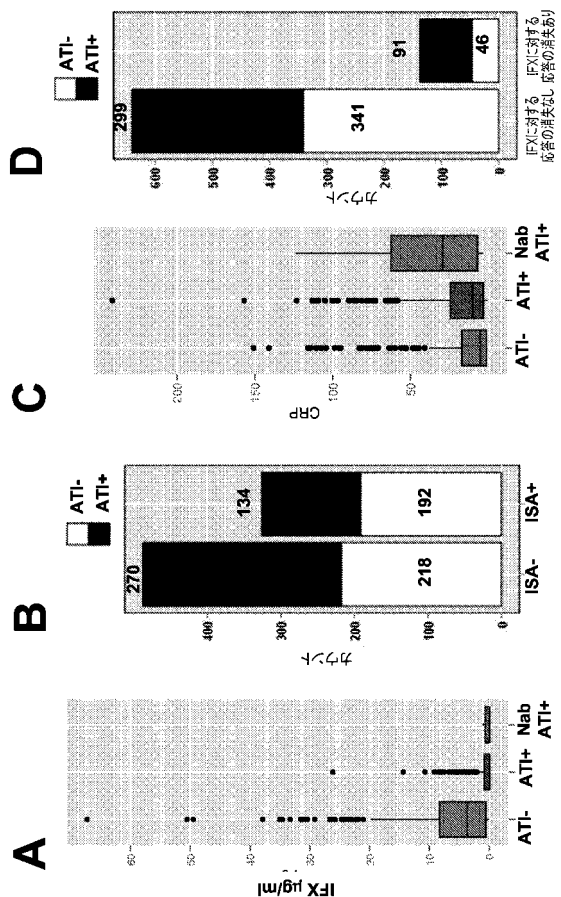 A
IFX μg/ml
60
50
40
30
20
10
0
ATI-
ATI+
Nab
ATI+
B
ATI-
ATI+
カウント
400
300
200
100
0
270
218
134
192
ISA-
ISA+
C
CRP
200
150
100
50
ATI-
ATI+
Nab
ATI+
D
ATI-
ATI+
カウント
600
500
400
300
200
100
0
299
341
91
46
IFXに対する
応答の消失なし
IFXに対する
応答の消失あり